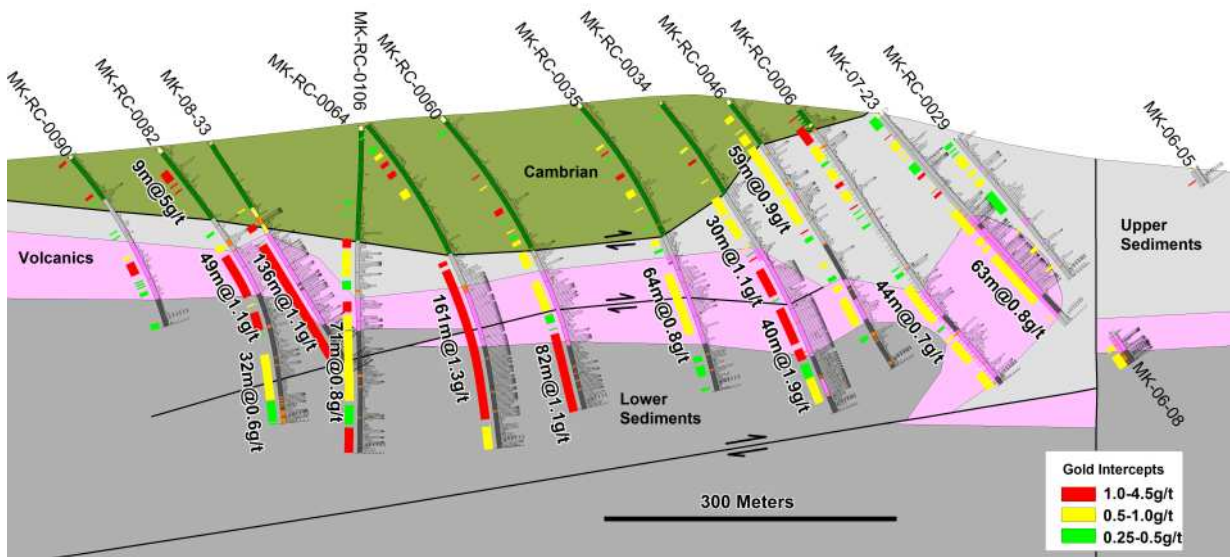 MK-RC-0090
MK-RC-0082
MK-08-33
MK-RC-0064
MK-RC-0106
MK-RC-0060
MK-RC-0035
MK-RC-0034
MK-RC-0046
MK-RC-0006
MK-07-23
MK-RC-0029
MK-06-05
9m@5g/t
Cambrian
59m@0.9g/t
30m@1.1g/t
Upper
Sediments
Volcanics
49m@1.1g/t
136m@1.1g/t
32m@0.6g/t
71m@0.8g/t
161m@1.3g/t
82m@1.1g/t
64m@0.8g/t
40m@1.9g/t
44m@0.7g/t
63m@0.8g/t
MK-06-08
Lower
Sediments
300 Meters
Gold Intercepts
1.0-4.5g/t
0.5-1.0g/t
0.25-0.5g/t